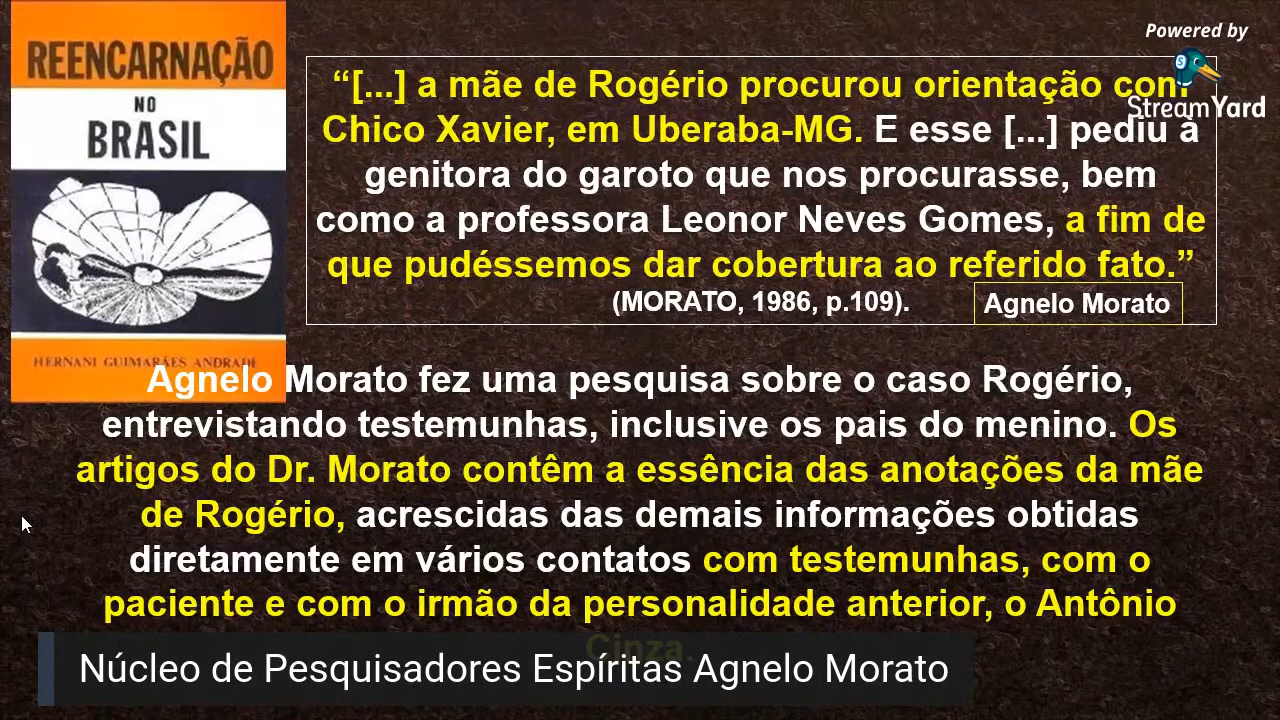 REENCARNAÇÃO
NO
BRASIL
HERNANI GUIMARÃES ANDRADE
Powered by
StreamYard
“[...] a mãe de Rogério procurou orientação com
Chico Xavier, em Uberaba-MG. E esse [...] pediu à
genitora do garoto que nos procurasse, bem
como a professora Leonor Neves Gomes, a fim de
que pudéssemos dar cobertura ao referido fato.”
(MORATO, 1986, p.109).
Agnelo Morato
Agnelo Morato fez uma pesquisa sobre o caso Rogério,
entrevistando testemunhas, inclusive os pais do menino. Os
artigos do Dr. Morato contêm a essência das anotações da mãe
de Rogério, acrescidas das demais informações obtidas
diretamente em vários contatos com testemunhas, com o
paciente e com o irmão da personalidade anterior, o Antônio
Cinza.
Núcleo de Pesquisadores Espíritas Agnelo Morato